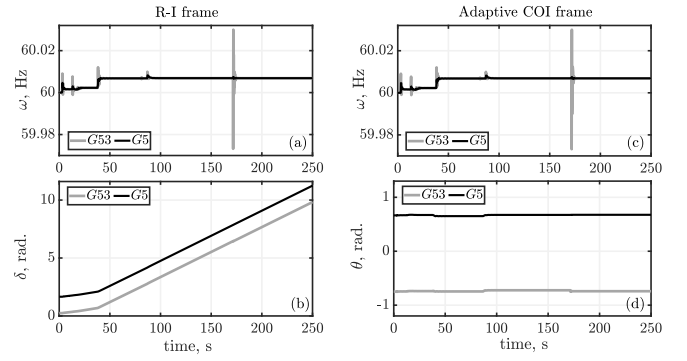 R-I frame
60.02
60
59.98
ω, Hz
G53 G5
(a)
0 50 100 150 200 250
10
5
0
δ, rad.
G53 G5
(b)
0 50 100 150 200 250
time, s
Adaptive COI frame
60.02
60
59.98
ω, Hz
G53 G5
(c)
0 50 100 150 200 250
1
0
-1
θ, rad.
G53 G5
(d)
0 50 100 150 200 250
time, s